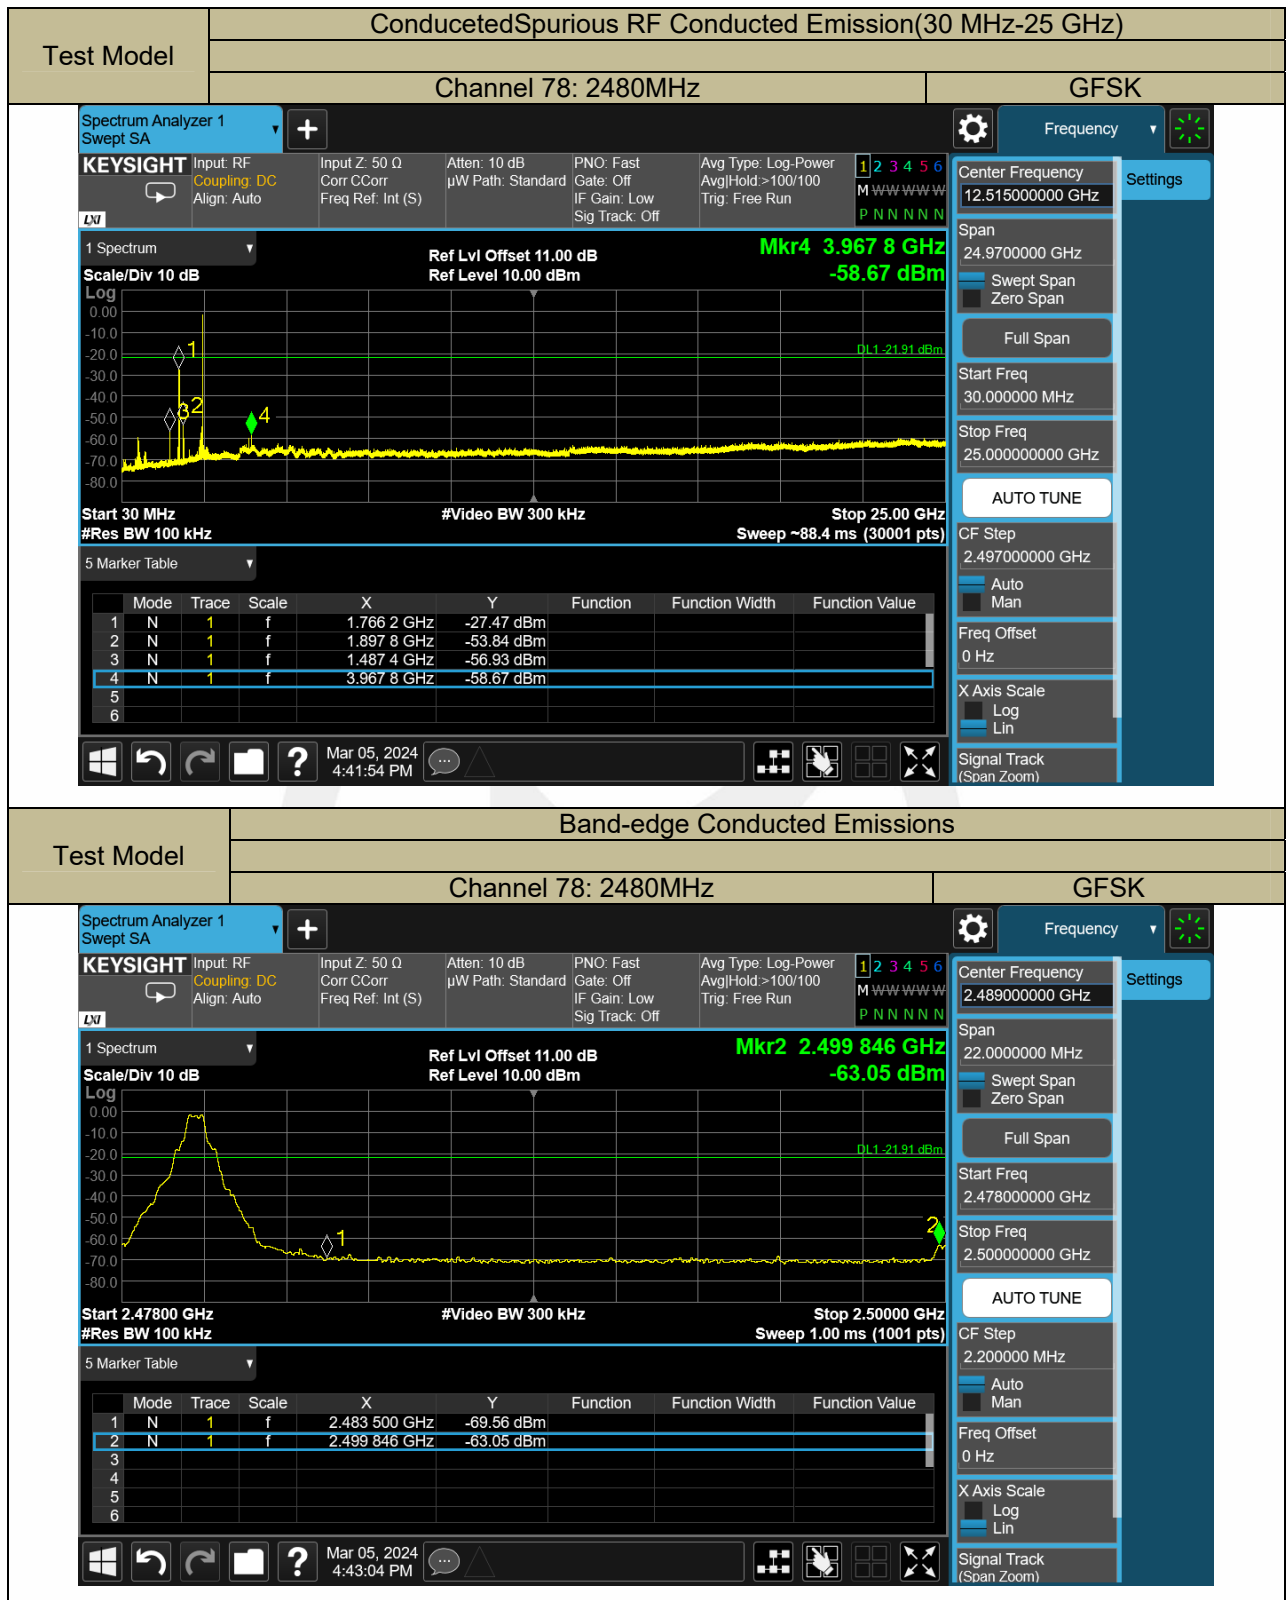 Test Model
ConducetedSpurious RF Conducted Emission(30 MHz-25 GHz)
Channel 78: 2480MHz
GFSK
Spectrum Analyzer 1
Swept SA
+
Frequency
KEYSIGHT
LXI
Input: RF
Coupling: DC
Align: Auto
Input Z: 50 Ω
Corr CCorr
Freq Ref: Int (S)
Atten: 10 dB
µW Path: Standard
PNO: Fast
Gate: Off
IF Gain: Low
Sig Track: Off
Avg Type: Log-Power
Avg|Hold:>100/100
Trig: Free Run
1 2 3 4 5 6
M W W W W W
P N N N N N
1 Spectrum
Scale/Div 10 dB
Ref Lvl Offset 11.00 dB
Ref Level 10.00 dBm
Mkr4 3.967 8 GHz
-58.67 dBm
Log
0.00
-10.0
-20.0
-30.0
-40.0
-50.0
-60.0
-70.0
-80.0
DL1 -21.91 dBm
1
3
2
4
Start 30 MHz
#Res BW 100 kHz
#Video BW 300 kHz
Stop 25.00 GHz
Sweep ~88.4 ms (30001 pts)
5 Marker Table
Mode Trace Scale X Y Function Function Width Function Value
1 N 1 f 1.766 2 GHz -27.47 dBm
2 N 1 f 1.897 8 GHz -53.84 dBm
3 N 1 f 1.487 4 GHz -56.93 dBm
4 N 1 f 3.967 8 GHz -58.67 dBm
5
6
?
Mar 05, 2024
4:41:54 PM
Center Frequency
12.515000000 GHz
Span
24.9700000 GHz
Swept Span
Zero Span
Full Span
Start Freq
30.000000 MHz
Stop Freq
25.000000000 GHz
AUTO TUNE
CF Step
2.497000000 GHz
Auto
Man
Freq Offset
0 Hz
X Axis Scale
Log
Lin
Signal Track
(Span Zoom)
Settings
Test Model
Band-edge Conducted Emissions
Channel 78: 2480MHz
GFSK
Spectrum Analyzer 1
Swept SA
+
Frequency
KEYSIGHT
LXI
Input: RF
Coupling: DC
Align: Auto
Input Z: 50 Ω
Corr CCorr
Freq Ref: Int (S)
Atten: 10 dB
µW Path: Standard
PNO: Fast
Gate: Off
IF Gain: Low
Sig Track: Off
Avg Type: Log-Power
Avg|Hold:>100/100
Trig: Free Run
1 2 3 4 5 6
M W W W W W
P N N N N N
1 Spectrum
Scale/Div 10 dB
Ref Lvl Offset 11.00 dB
Ref Level 10.00 dBm
Mkr2 2.499 846 GHz
-63.05 dBm
Log
0.00
-10.0
-20.0
-30.0
-40.0
-50.0
-60.0
-70.0
-80.0
DL1 -21.91 dBm
1
2
Start 2.47800 GHz
#Res BW 100 kHz
#Video BW 300 kHz
Stop 2.50000 GHz
Sweep 1.00 ms (1001 pts)
5 Marker Table
Mode Trace Scale X Y Function Function Width Function Value
1 N 1 f 2.483 500 GHz -69.56 dBm
2 N 1 f 2.499 846 GHz -63.05 dBm
3
4
5
6
?
Mar 05, 2024
4:43:04 PM
Center Frequency
2.489000000 GHz
Span
22.0000000 MHz
Swept Span
Zero Span
Full Span
Start Freq
2.478000000 GHz
Stop Freq
2.500000000 GHz
AUTO TUNE
CF Step
2.200000 MHz
Auto
Man
Freq Offset
0 Hz
X Axis Scale
Log
Lin
Signal Track
(Span Zoom)
Settings